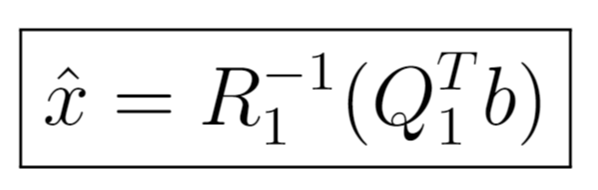 x̂ = R₁⁻¹(Q₁ᵀb)